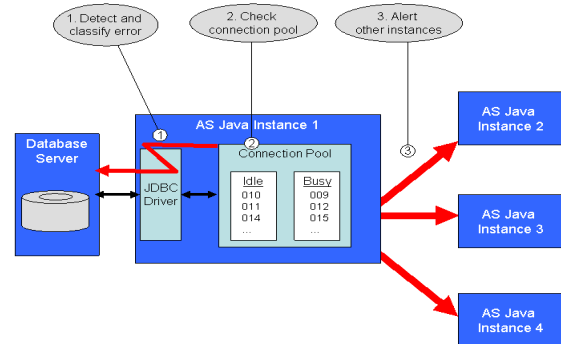 1. Detect and
classify error
2. Check
connection pool
3. Alert
other instances
AS Java Instance 1
1
2
3
Database
Server
JDBC
Driver
Connection Pool
Idle
010
011
014
...
Busy
009
012
015
...
AS Java
Instance 2
AS Java
Instance 3
AS Java
Instance 4